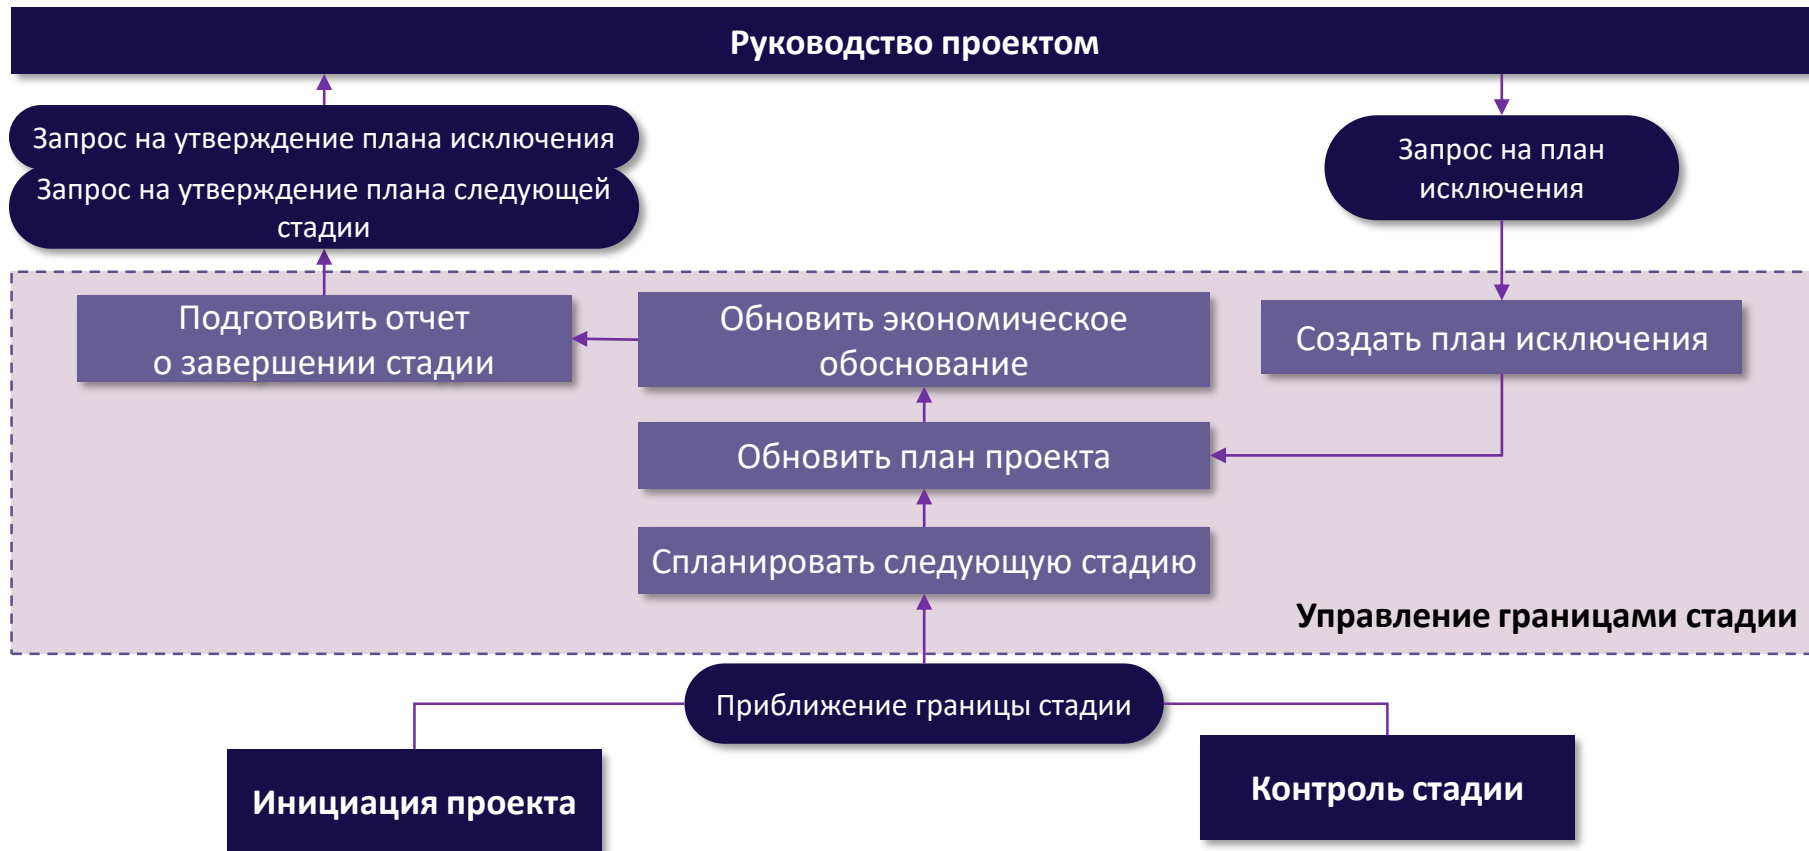 Руководство проектом
Запрос на утверждение плана исключения
Запрос на утверждение плана следующей
стадии
Запрос на план
исключения
Подготовить отчет
о завершении стадии
Обновить экономическое
обоснование
Создать план исключения
Обновить план проекта
Спланировать следующую стадию
Управление границами стадии
Приближение границы стадии
Инициация проекта
Контроль стадии